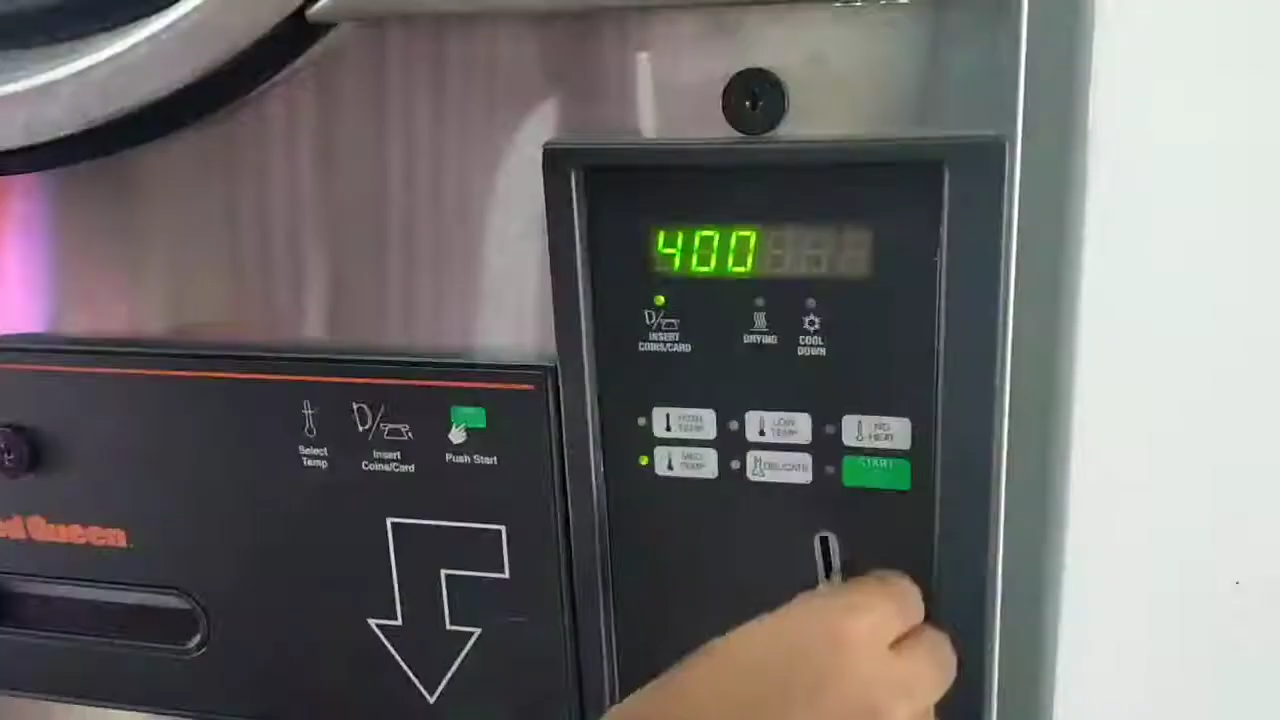 400
INSERT
COINS/CARD
DRYING
COOL
DOWN
HIGH
TEMP
LOW
TEMP
NO
HEAT
MED
TEMP
DELICATE
START
Select
Temp
Insert
Coins/Card
Push Start
ed Queen